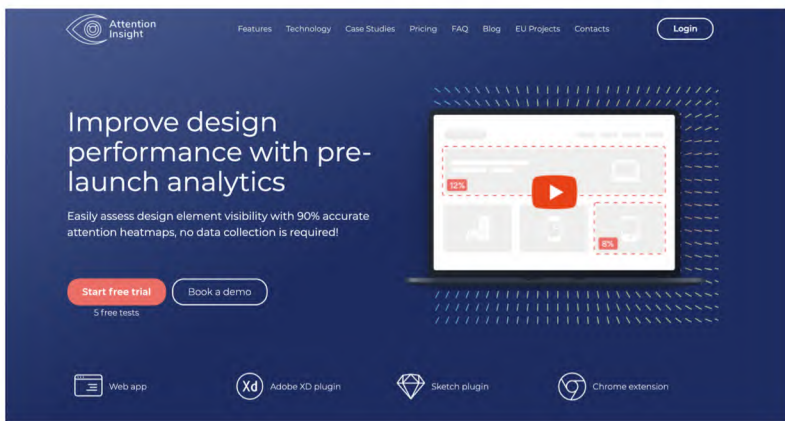 Attention
Insight
Features Technology Case Studies Pricing FAQ Blog EU Projects Contacts Login
Improve design
performance with pre-
launch analytics
Easily assess design element visibility with 90% accurate
attention heatmaps, no data collection is required!
12%
8%
Start free trial Book a demo
5 free tests
Web app Xd Adobe XD plugin Sketch plugin Chrome extension